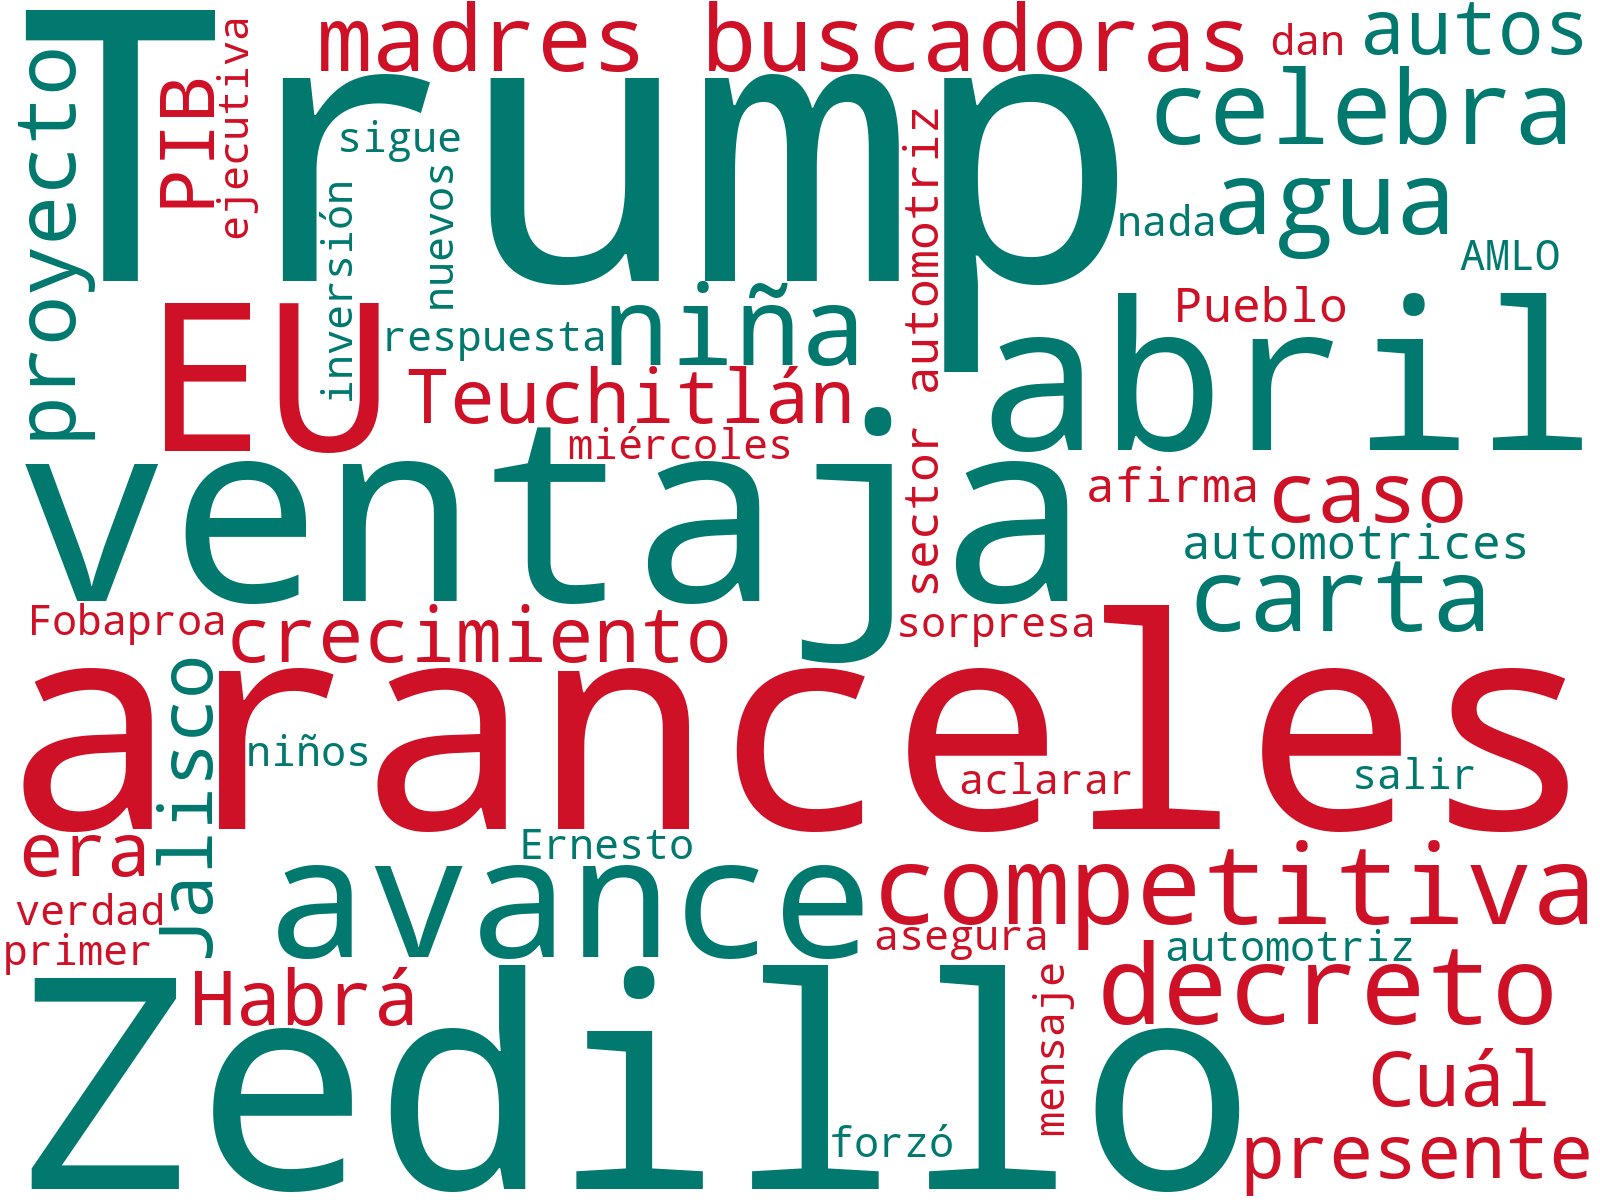 madres buscadoras
dan
autos
Trump
proyecto
PIB
ejecutiva
celebra
sigue
agua
nada
AMLO
inversión
nuevos
sector automotriz
EU
respuesta
niña
Pueblo
abril
Teuchitlán
miércoles
ventaja
afirma
caso
automotrices
carta
Fobaproa
crecimiento
sorpresa
aranceles
Jalisco
niños
aclarar
salir
era
Ernesto
avance
competitiva
verdad
primer
asegura
automotriz
Habrá
decreto
Zedillo
mensaje
Cuál
forzó
presente